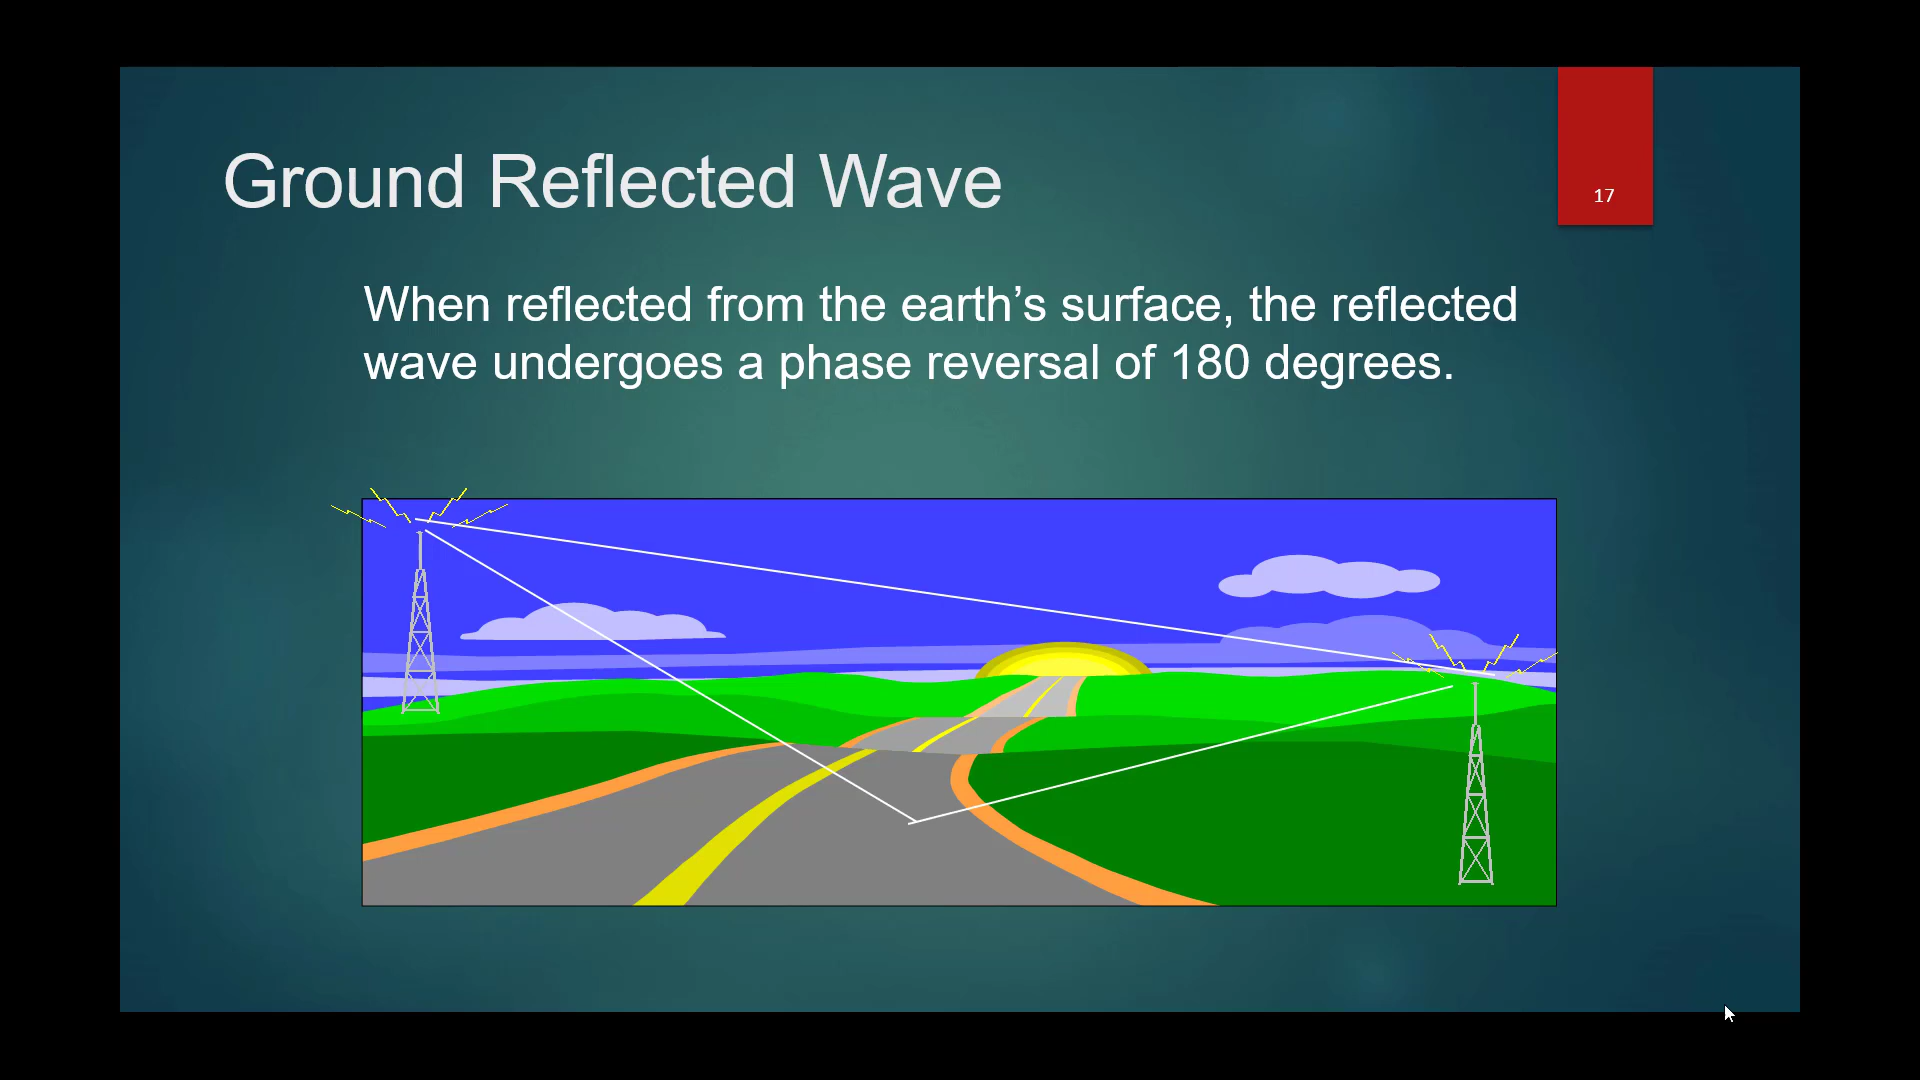 Ground Reflected Wave
17
When reflected from the earth’s surface, the reflected
wave undergoes a phase reversal of 180 degrees.